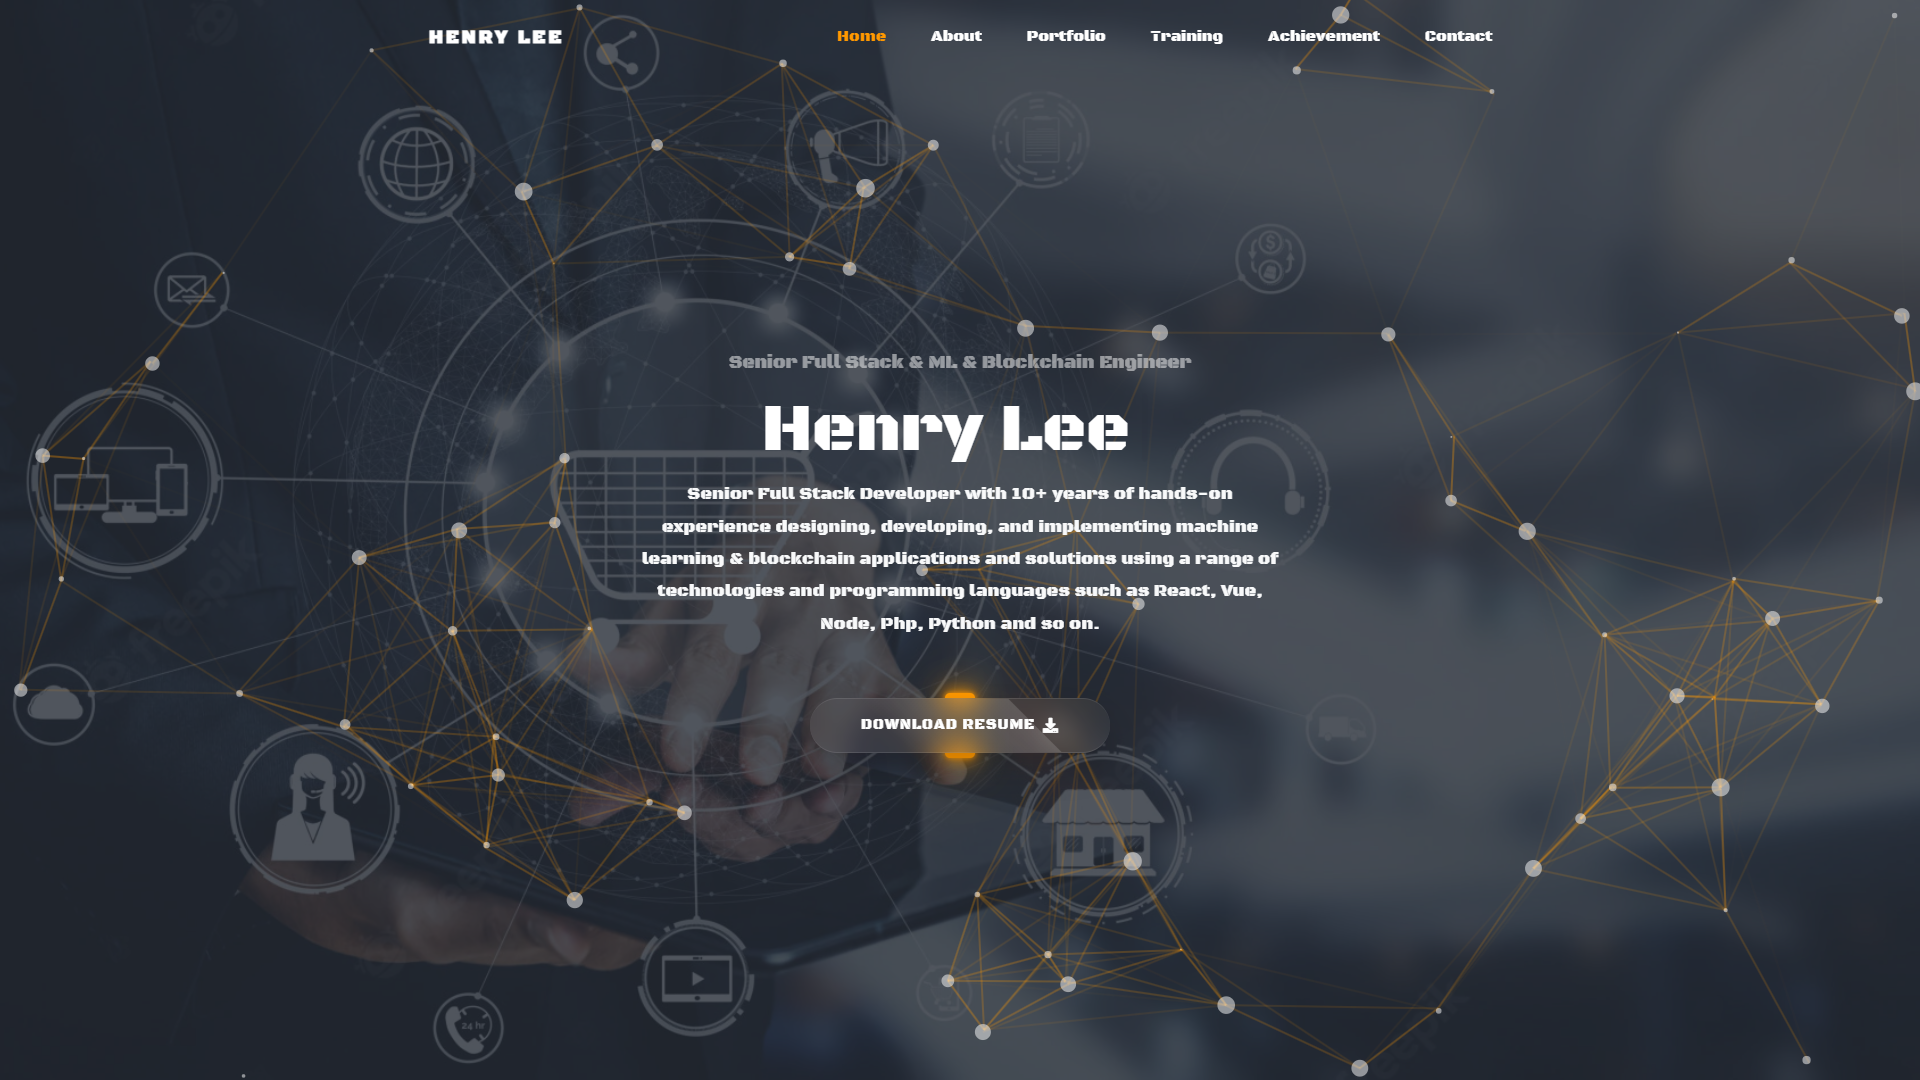 HENRY LEE
Home About Portfolio Training Achievement Contact
Senior Full Stack & ML & Blockchain Engineer
Henry Lee
Senior Full Stack Developer with 10+ years of hands-on
experience designing, developing, and implementing machine
learning & blockchain applications and solutions using a range of
technologies and programming languages such as React, Vue,
Node, Php, Python and so on.
DOWNLOAD RESUME
24 hr